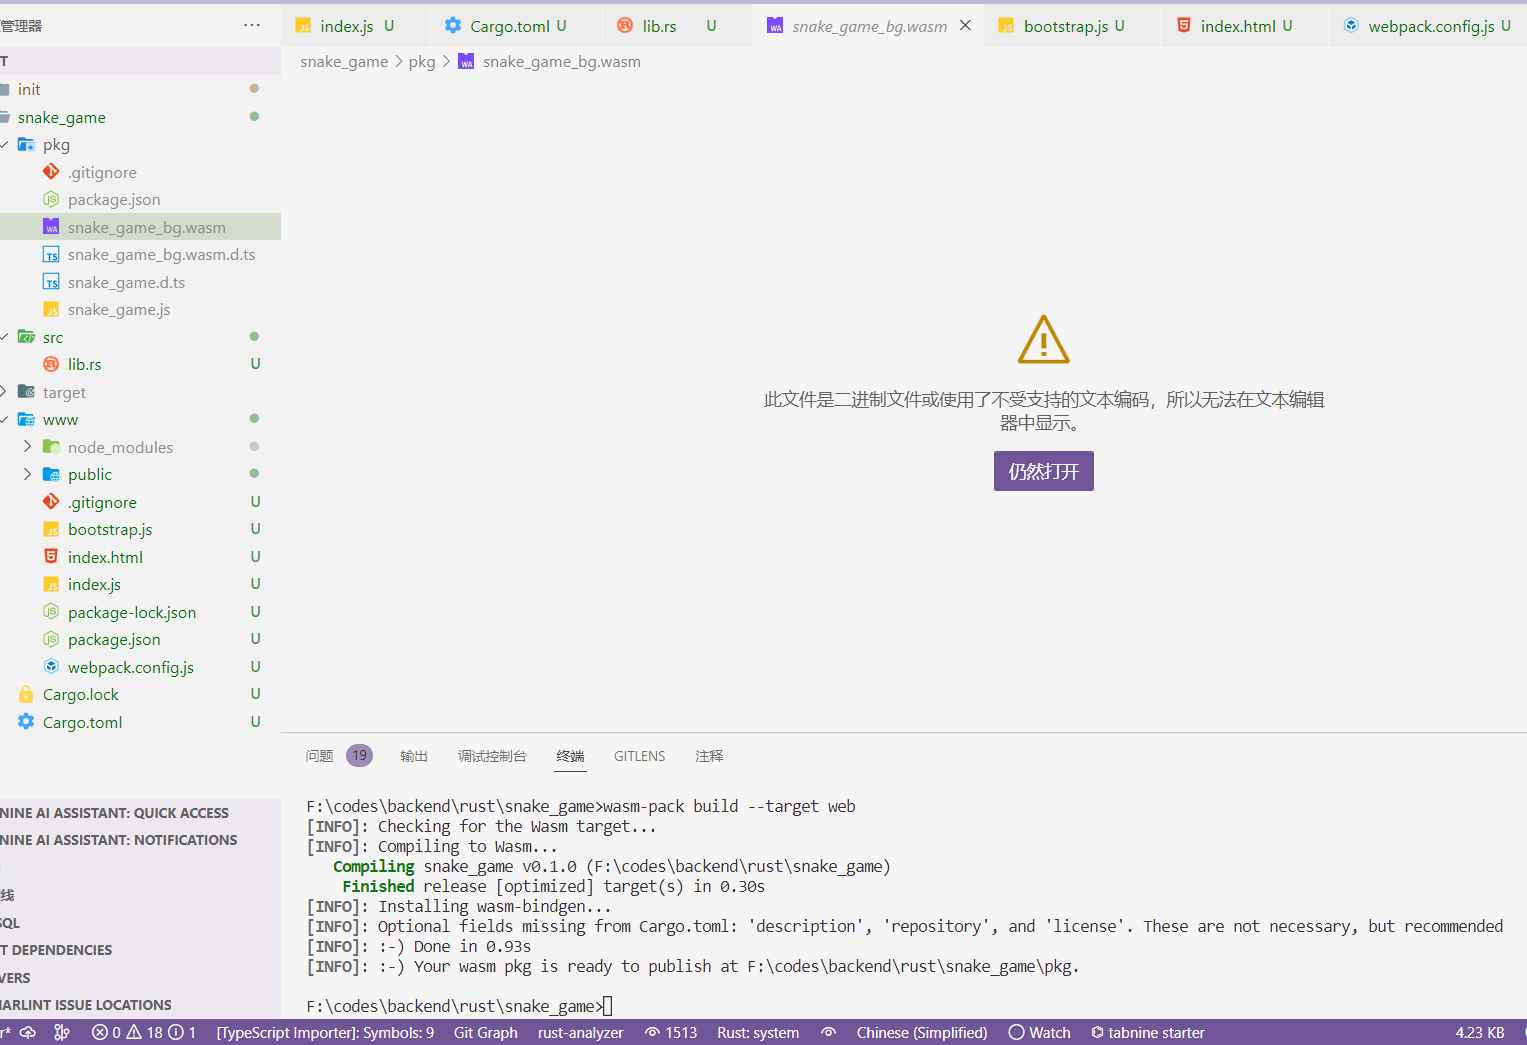 管理器 ···
index.js U Cargo.toml U lib.rs U snake_game_bg.wasm bootstrap.js U index.html U webpack.config.js U
snake_game > pkg > snake_game_bg.wasm
T
init
snake_game
pkg
.gitignore
package.json
snake_game_bg.wasm
snake_game_bg.wasm.d.ts
snake_game.d.ts
snake_game.js
src
lib.rs U
target
www
node_modules
public
.gitignore U
bootstrap.js U
index.html U
index.js U
package-lock.json U
package.json U
webpack.config.js U
Cargo.lock U
Cargo.toml U
NINE AI ASSISTANT: QUICK ACCESS
NINE AI ASSISTANT: NOTIFICATIONS
线
SQL
T DEPENDENCIES
VERS
NARLINT ISSUE LOCATIONS
此文件是二进制文件或使用了不受支持的文本编码，所以无法在文本编辑
器中显示。
仍然打开
问题 19 输出 调试控制台 终端 GITLENS 注释
F:\codes\backend\rust\snake_game>wasm-pack build --target web
[INFO]: Checking for the Wasm target...
[INFO]: Compiling to Wasm...
Compiling snake_game v0.1.0 (F:\codes\backend\rust\snake_game)
Finished release [optimized] target(s) in 0.30s
[INFO]: Installing wasm-bindgen...
[INFO]: Optional fields missing from Cargo.toml: 'description', 'repository', and 'license'. These are not necessary, but recommended
[INFO]: :-) Done in 0.93s
[INFO]: :-) Your wasm pkg is ready to publish at F:\codes\backend\rust\snake_game\pkg.
F:\codes\backend\rust\snake_game>
r* 0 18 1 [TypeScript Importer]: Symbols: 9 Git Graph rust-analyzer 1513 Rust: system Chinese (Simplified) Watch tabnine starter 4.23 KB